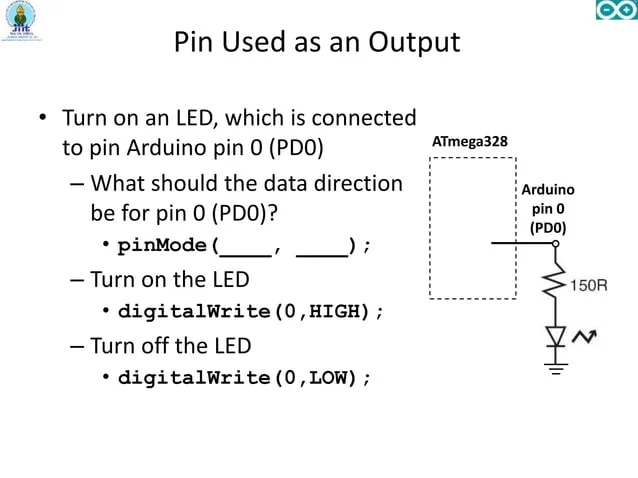 Pin Used as an Output
• Turn on an LED, which is connected
to pin Arduino pin 0 (PD0)
– What should the data direction
be for pin 0 (PD0)?
• pinMode(____, ____);
– Turn on the LED
• digitalWrite(0,HIGH);
– Turn off the LED
• digitalWrite(0,LOW);
ATmega328
Arduino
pin 0
(PD0)
150R